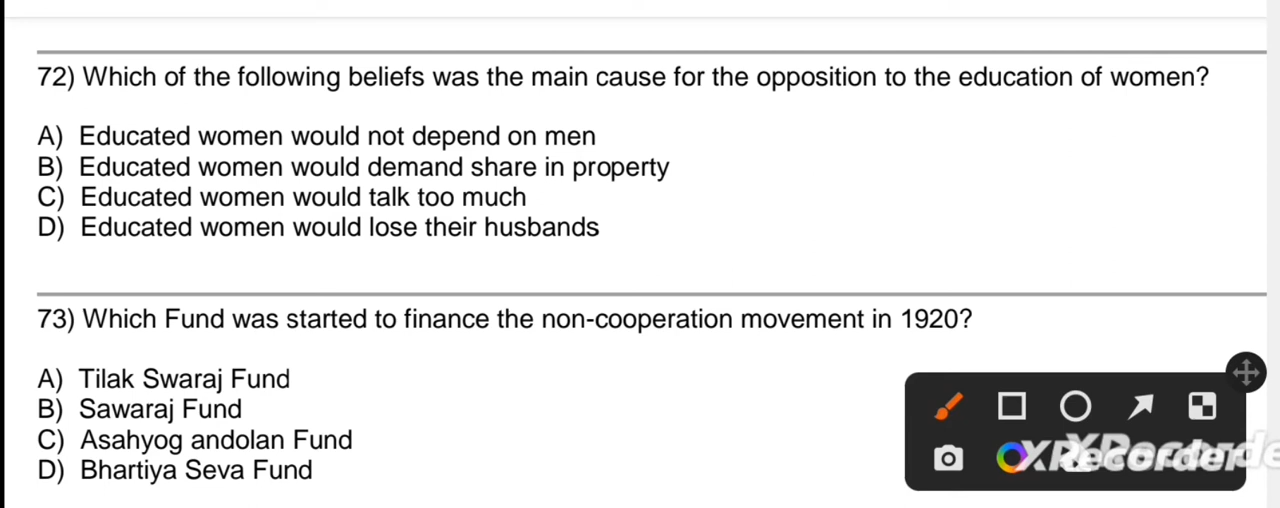 72) Which of the following beliefs was the main cause for the opposition to the education of women?
A) Educated women would not depend on men
B) Educated women would demand share in property
C) Educated women would talk too much
D) Educated women would lose their husbands
73) Which Fund was started to finance the non-cooperation movement in 1920?
A) Tilak Swaraj Fund
B) Sawaraj Fund
C) Asahyog andolan Fund
D) Bhartiya Seva Fund
XRecorder